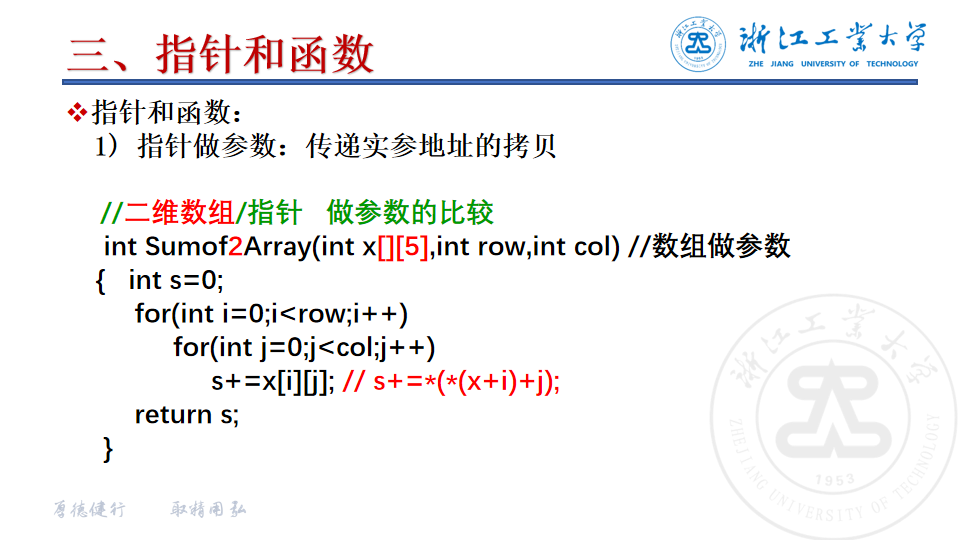 三、指针和函数
浙江工业大学
ZHE JIANG UNIVERSITY OF TECHNOLOGY
❖指针和函数：
1） 指针做参数：传递实参地址的拷贝
//二维数组/指针 做参数的比较
int Sumof2Array(int x[][5],int row,int col) //数组做参数
{ int s=0;
for(int i=0;i<row;i++)
for(int j=0;j<col;j++)
s+=x[i][j]; // s+=*(*(x+i)+j);
return s;
}
浙江工业大学
ZHEJIANG UNIVERSITY OF TECHNOLOGY
1953
厚德健行 取精用弘